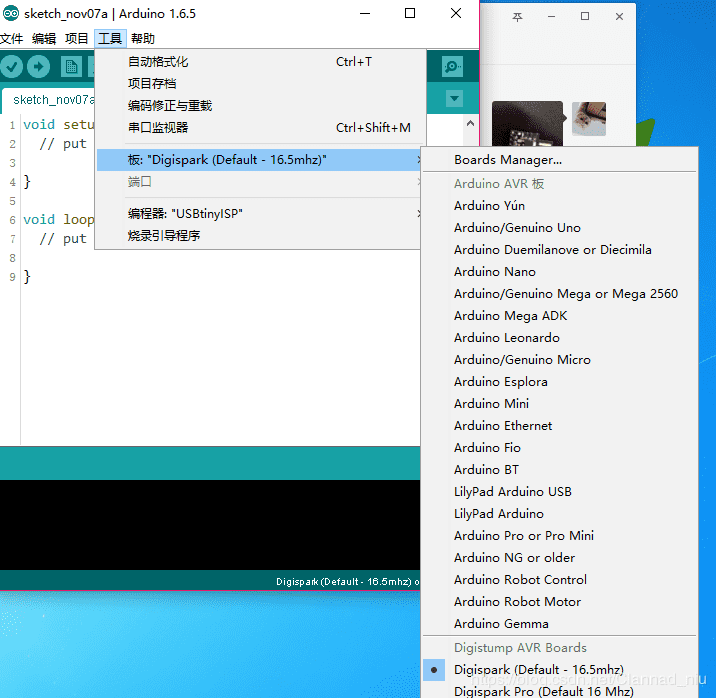 sketch_nov07a | Arduino 1.6.5
文件 编辑 项目 工具 帮助
sketch_nov07a
1 void setu
2 // put
3
4 }
5
6 void loop
7 // put
8
9 }
自动格式化 Ctrl+T
项目存档
编码修正与重载
串口监视器 Ctrl+Shift+M
板: "Digispark (Default - 16.5mhz)"
端口
编程器: "USBtinyISP"
烧录引导程序
Boards Manager...
Arduino AVR 板
Arduino Yún
Arduino/Genuino Uno
Arduino Duemilanove or Diecimila
Arduino Nano
Arduino/Genuino Mega or Mega 2560
Arduino Mega ADK
Arduino Leonardo
Arduino/Genuino Micro
Arduino Esplora
Arduino Mini
Arduino Ethernet
Arduino Fio
Arduino BT
LilyPad Arduino USB
LilyPad Arduino
Arduino Pro or Pro Mini
Arduino NG or older
Arduino Robot Control
Arduino Robot Motor
Arduino Gemma
Digistump AVR Boards
Digispark (Default - 16.5mhz)
Digispark Pro (Default 16 Mhz)
Digispark (Default - 16.5mhz) o
https://blog.csdn.net/Clannad_niu